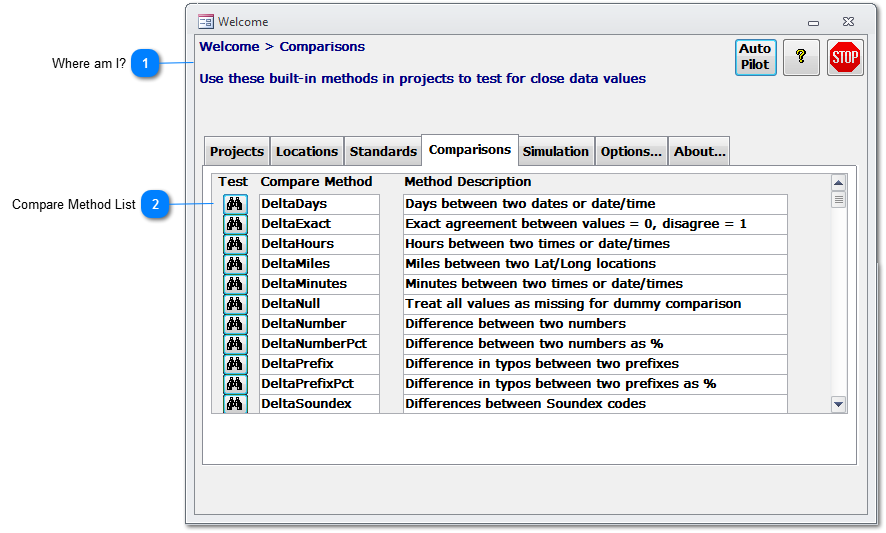 Welcome
Welcome > Comparisons
Auto
Pilot
?
STOP
Where am I? 1
Use these built-in methods in projects to test for close data values
Projects Locations Standards Comparisons Simulation Options... About...
Test Compare Method Method Description
Compare Method List 2
DeltaDays Days between two dates or date/time
DeltaExact Exact agreement between values = 0, disagree = 1
DeltaHours Hours between two times or date/times
DeltaMiles Miles between two Lat/Long locations
DeltaMinutes Minutes between two times or date/times
DeltaNull Treat all values as missing for dummy comparison
DeltaNumber Difference between two numbers
DeltaNumberPct Difference between two numbers as %
DeltaPrefix Difference in typos between two prefixes
DeltaPrefixPct Difference in typos between two prefixes as %
DeltaSoundex Differences between Soundex codes